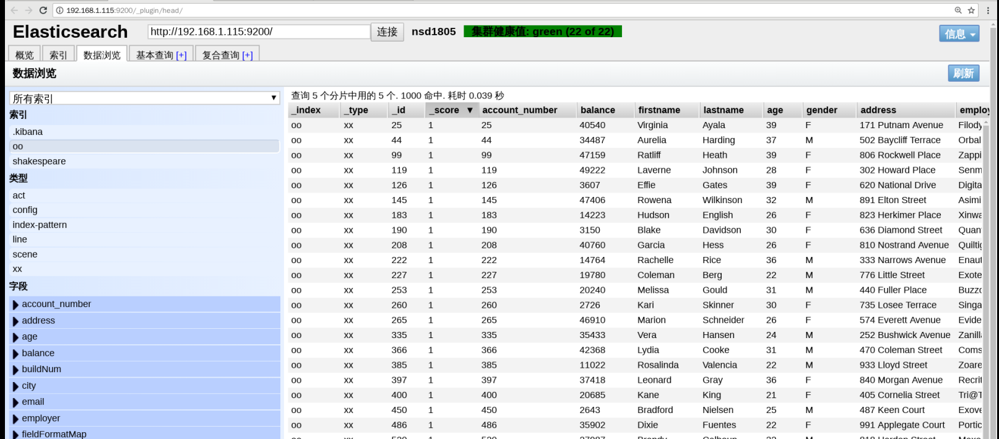 192.168.1.115:9200/_plugin/head/
Elasticsearch http://192.168.1.115:9200/ 连接 nsd1805 集群健康值: green (22 of 22) 信息
概览 索引 数据浏览 基本查询 [+] 复合查询 [+]
数据浏览 刷新
所有索引
索引
.kibana
oo
shakespeare
类型
act
config
index-pattern
line
scene
xx
字段
account_number
address
age
balance
buildNum
city
email
employer
fieldFormatMap
查询 5 个分片中用的 5 个. 1000 命中. 耗时 0.039 秒
_index _type _id _score ▼ account_number balance firstname lastname age gender address employ
oo xx 25 1 25 40540 Virginia Ayala 39 F 171 Putnam Avenue Filody
oo xx 44 1 44 34487 Aurelia Harding 37 M 502 Baycliff Terrace Orbal
oo xx 99 1 99 47159 Ratliff Heath 39 F 806 Rockwell Place Zappi
oo xx 119 1 119 49222 Laverne Johnson 28 F 302 Howard Place Senm
oo xx 126 1 126 3607 Effie Gates 39 F 620 National Drive Digita
oo xx 145 1 145 47406 Rowena Wilkinson 32 M 891 Elton Street Asimi
oo xx 183 1 183 14223 Hudson English 26 F 823 Herkimer Place Xinwa
oo xx 190 1 190 3150 Blake Davidson 30 F 636 Diamond Street Quan
oo xx 208 1 208 40760 Garcia Hess 26 F 810 Nostrand Avenue Quiltig
oo xx 222 1 222 14764 Rachelle Rice 36 M 333 Narrows Avenue Enaut
oo xx 227 1 227 19780 Coleman Berg 22 M 776 Little Street Exote
oo xx 253 1 253 20240 Melissa Gould 31 M 440 Fuller Place Buzzo
oo xx 260 1 260 2726 Kari Skinner 30 F 735 Losee Terrace Singa
oo xx 265 1 265 46910 Marion Schneider 26 F 574 Everett Avenue Evide
oo xx 335 1 335 35433 Vera Hansen 24 M 252 Bushwick Avenue Zanill
oo xx 366 1 366 42368 Lydia Cooke 31 M 470 Coleman Street Coms
oo xx 385 1 385 11022 Rosalinda Valencia 22 M 933 Lloyd Street Zoare
oo xx 397 1 397 37418 Leonard Gray 36 F 840 Morgan Avenue Recrit
oo xx 400 1 400 20685 Kane King 21 F 405 Cornelia Street Tri@T
oo xx 450 1 450 2643 Bradford Nielsen 25 M 487 Keen Court Exove
oo xx 486 1 486 35902 Dixie Fuentes 22 F 991 Applegate Court Portic